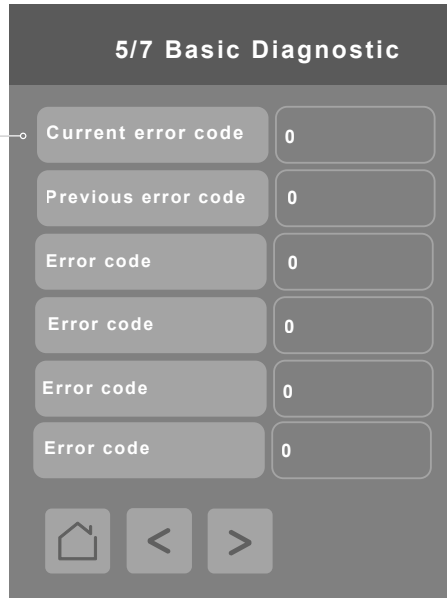 5/7 Basic Diagnostic
Current error code 0
Previous error code 0
Error code 0
Error code 0
Error code 0
Error code 0
< >